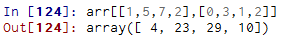 In [124]: arr[[1,5,7,2],[0,3,1,2]]
Out[124]: array([ 4, 23, 29, 10])